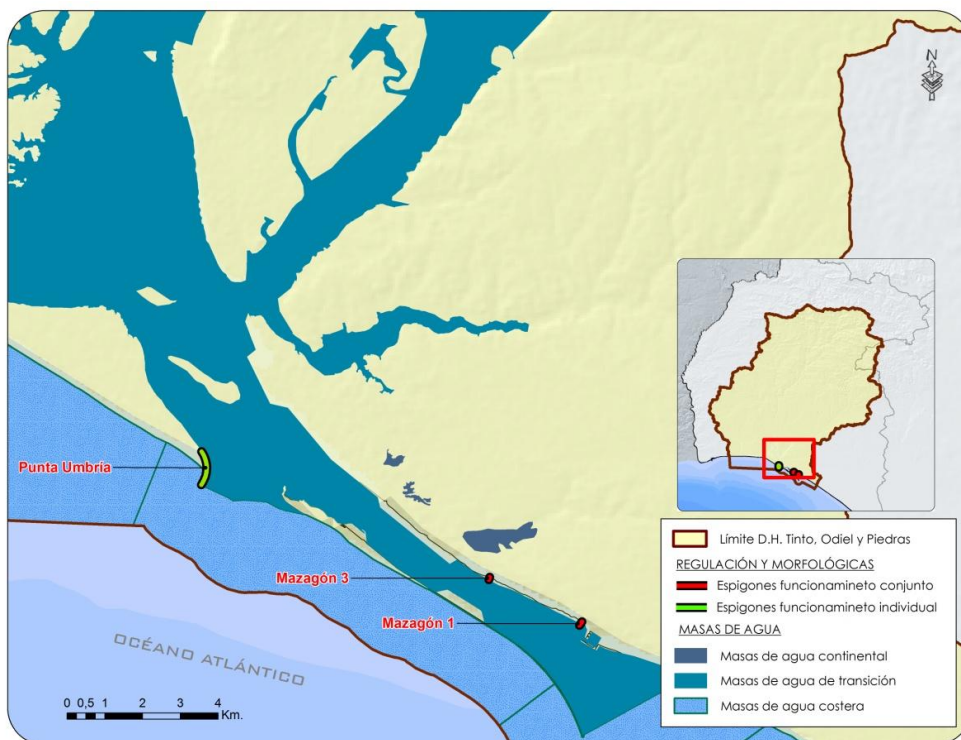 N
Punta Umbría
Mazagón 3
Mazagón 1
OCÉANO ATLÁNTICO
0 0,5 1 2 3 4
Km.
Límite D.H. Tinto, Odiel y Piedras
REGULACIÓN Y MORFOLÓGICAS
Espigones funcionamineto conjunto
Espigones funcionamineto individual
MASAS DE AGUA
Masas de agua continental
Masas de agua de transición
Masas de agua costera